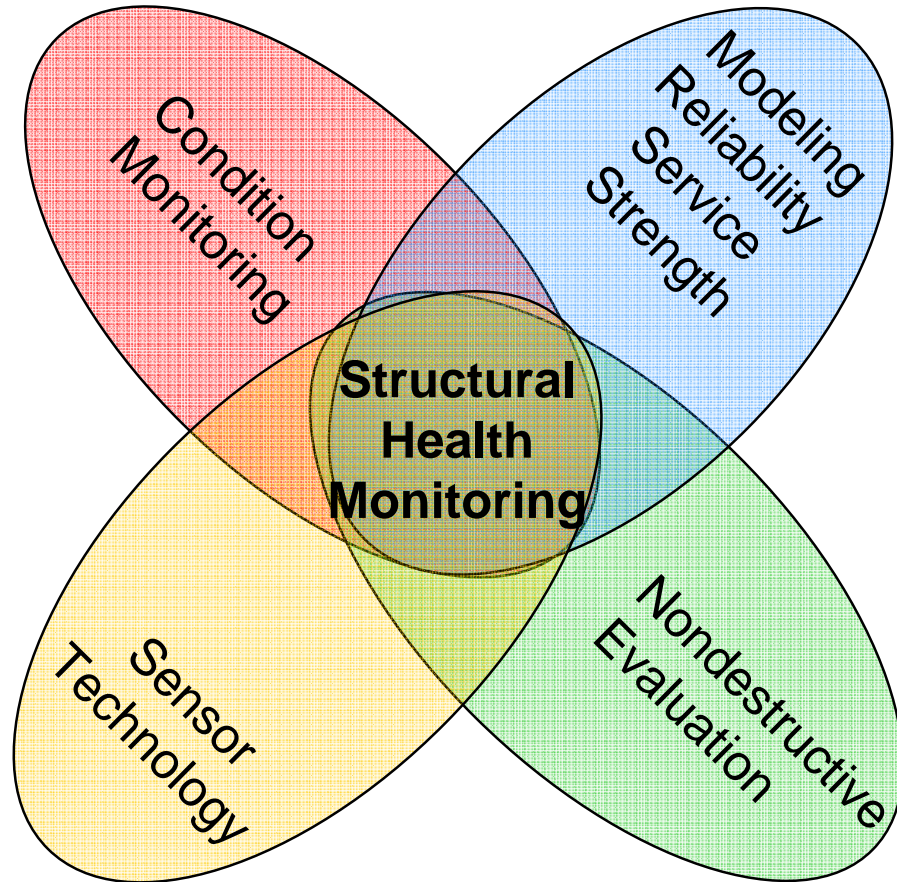 Condition
Monitoring
Modeling
Reliability
Service
Strength
Structural
Health
Monitoring
Sensor
Technology
Nondestructive
Evaluation